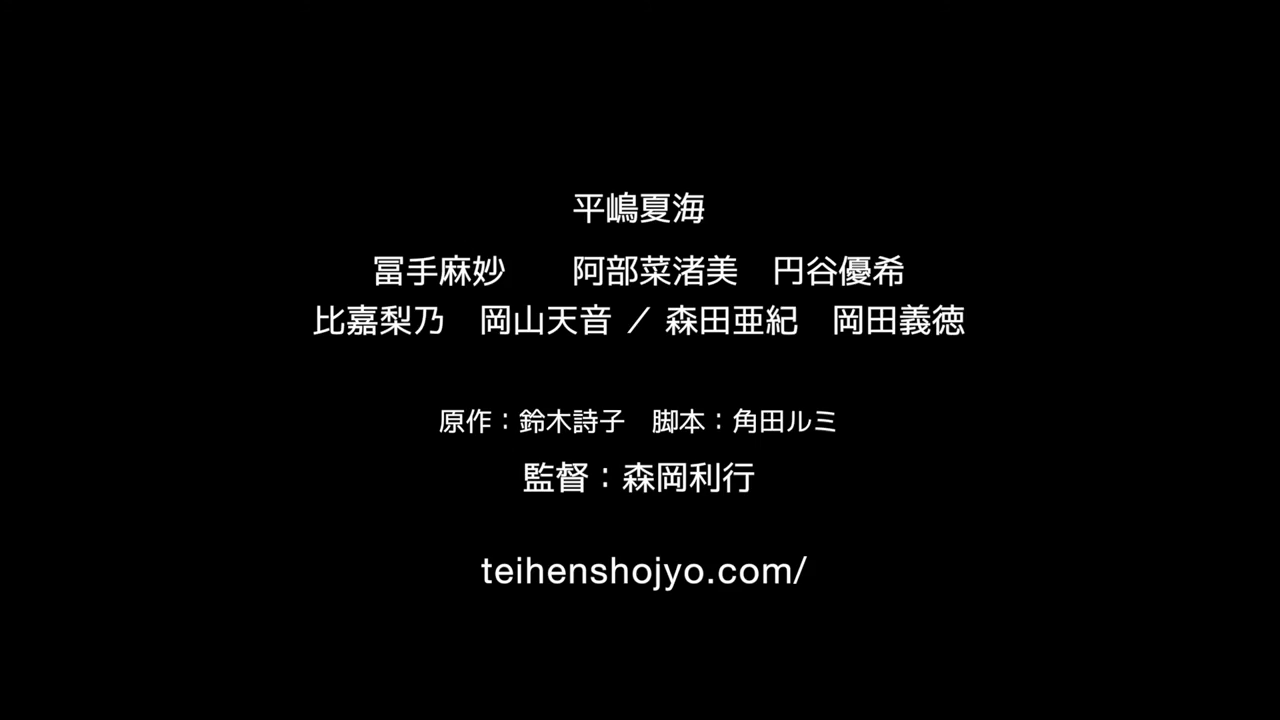 平嶋夏海
冨手麻妙　　阿部菜渚美　円谷優希
比嘉梨乃　岡山天音 ／ 森田亜紀　岡田義徳
原作：鈴木詩子　脚本：角田ルミ
監督：森岡利行
teihenshojyo.com/